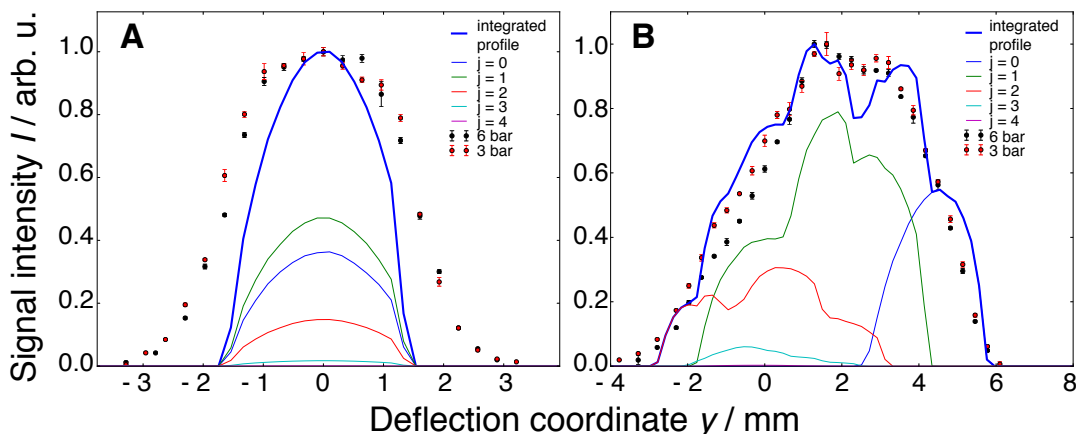 Signal intensity I / arb. u.
A
1.0
0.8
0.6
0.4
0.2
0.0
-3
-2
-1
0
1
2
3
integrated
profile
j = 0
j = 1
j = 2
j = 3
j = 4
6 bar
3 bar
B
1.0
0.8
0.6
0.4
0.2
0.0
-4
-2
0
2
4
6
8
integrated
profile
j = 0
j = 1
j = 2
j = 3
j = 4
6 bar
3 bar
Deflection coordinate y / mm